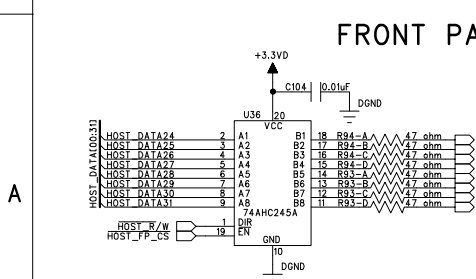 FRONT PA
+3.3VD
C104 0.01uF
DGND
U36
20
VCC
HOST_DATA[00:31]
HOST_DATA24 2 A1 B1 18 R94-A 47 ohm
HOST_DATA25 3 A2 B2 17 R94-B 47 ohm
HOST_DATA26 4 A3 B3 16 R94-C 47 ohm
HOST_DATA27 5 A4 B4 15 R94-D 47 ohm
HOST_DATA28 6 A5 B5 14 R93-A 47 ohm
HOST_DATA29 7 A6 B6 13 R93-B 47 ohm
HOST_DATA30 8 A7 B7 12 R93-C 47 ohm
HOST_DATA31 9 A8 B8 11 R93-D 47 ohm
74AHC245A
A
HOST_R/W 1 DIR
HOST_FP_CS 19 EN
GND
10
DGND